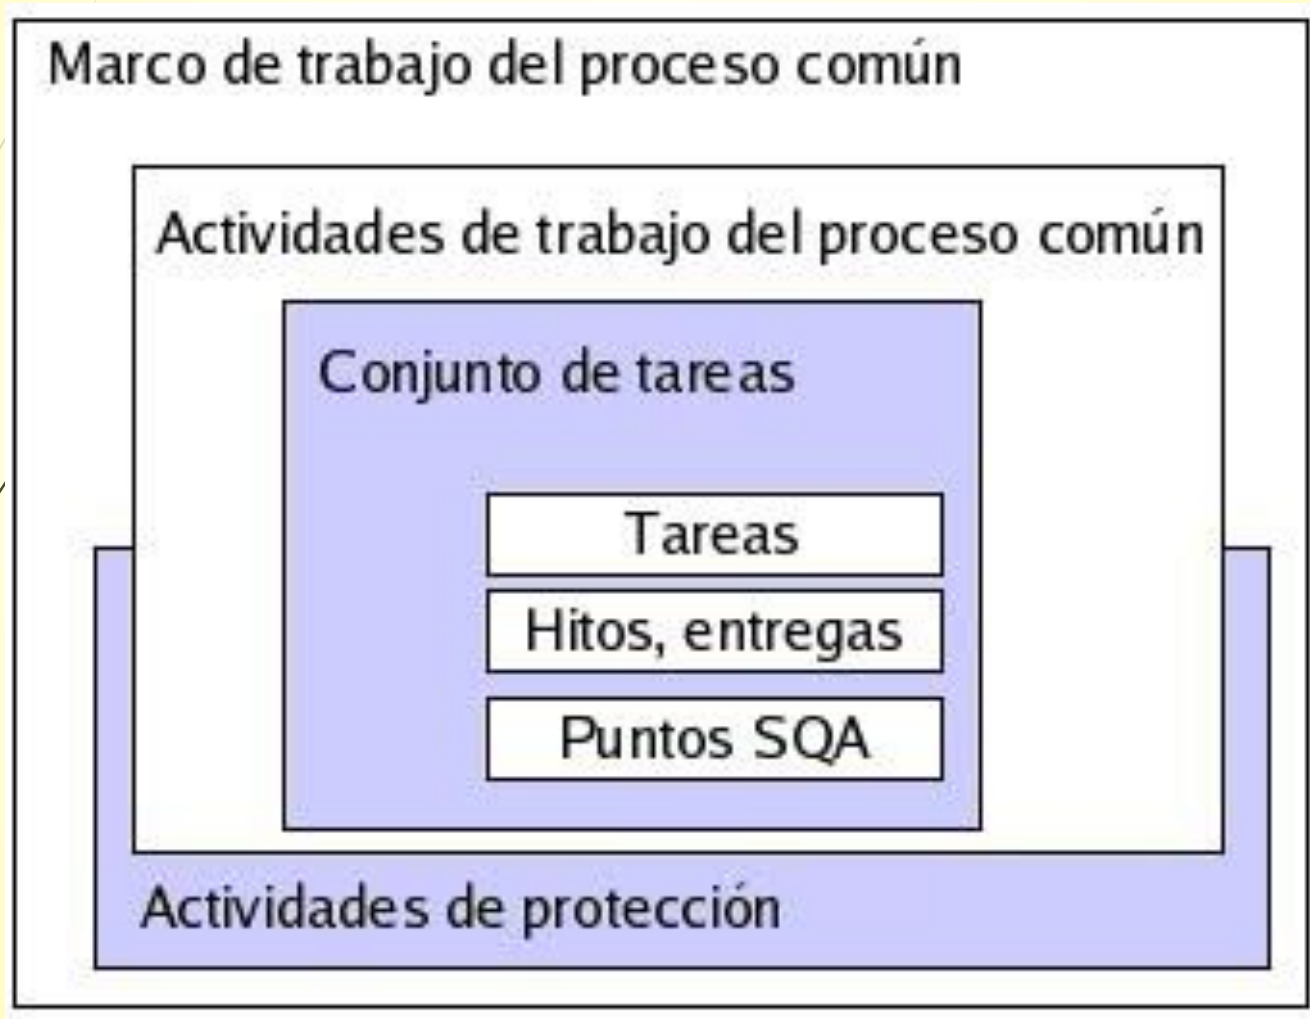 Marco de trabajo del proceso común
Actividades de trabajo del proceso común
Conjunto de tareas
Tareas
Hitos, entregas
Puntos SQA
Actividades de protección